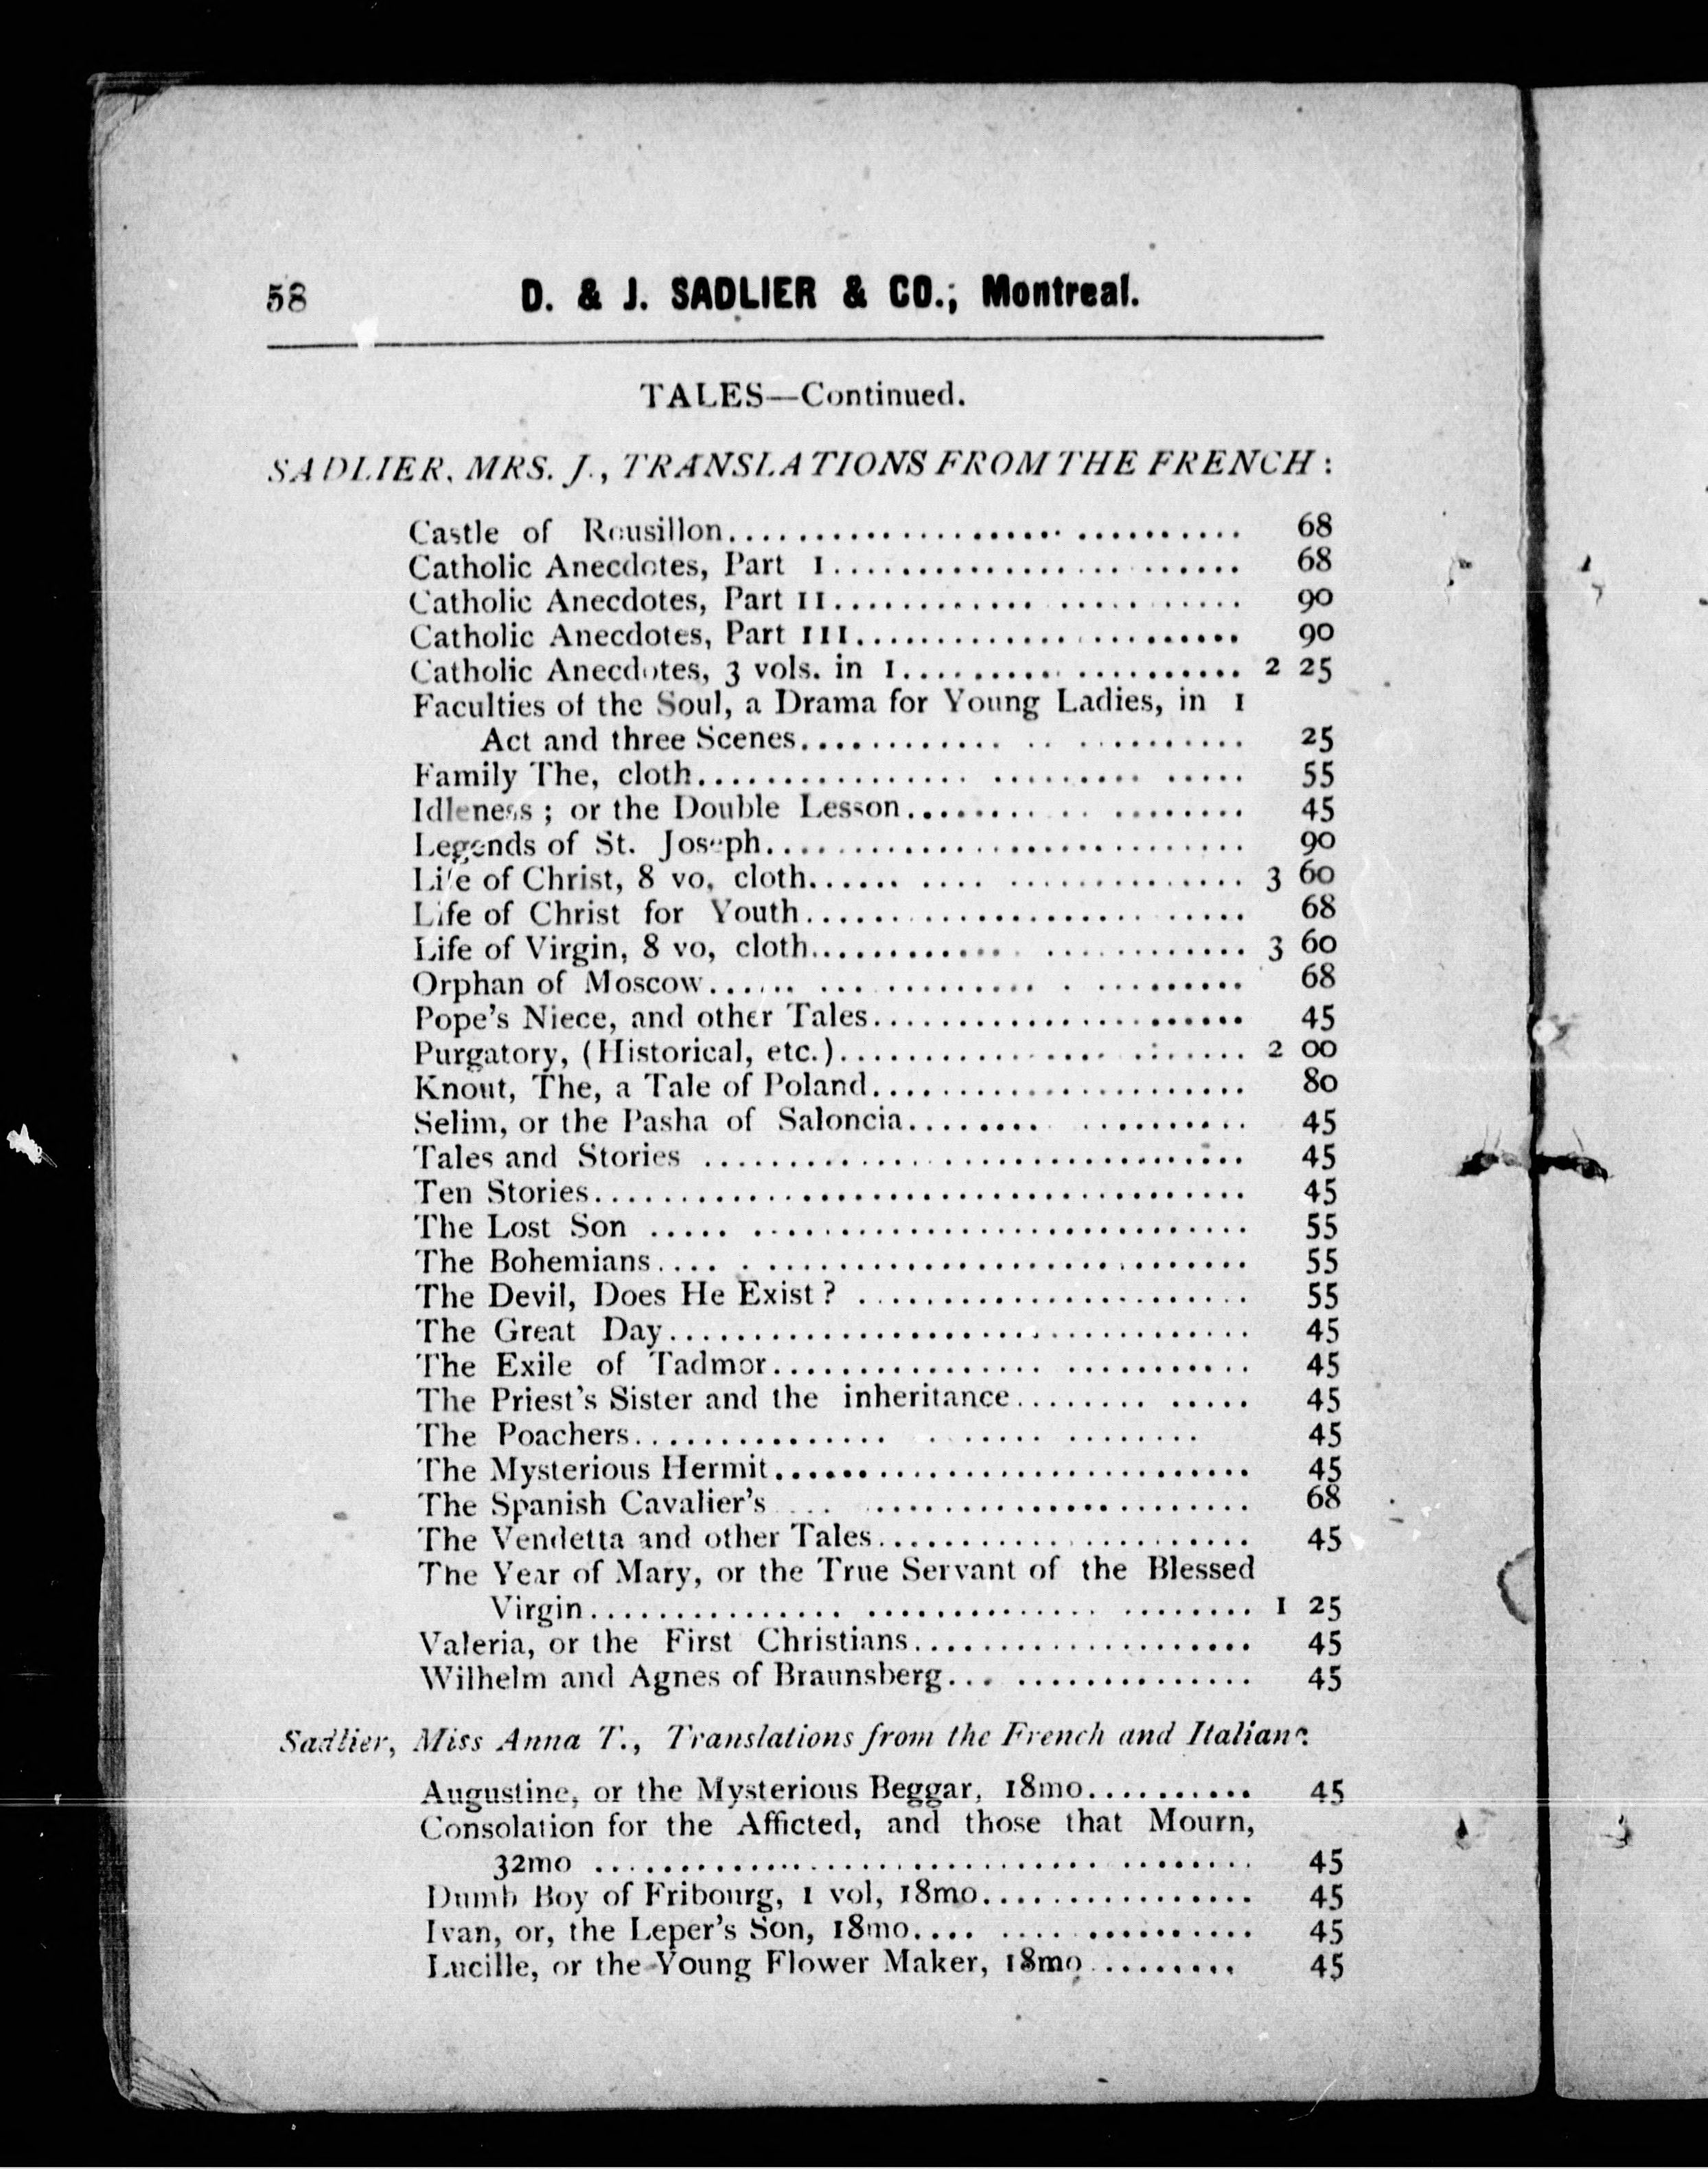 58 D. & J. SADLIER & CO., Montreal.
TALES—Continued.
SADLIER, MRS. J., TRANSLATIONS FROM THE FRENCH :
Castle of Rousillon.................... 68
Catholic Anecdotes, Part I.................... 68
Catholic Anecdotes, Part II.................... 90
Catholic Anecdotes, Part III.................... 90
Catholic Anecdotes, 3 vols. in 1.................... 2 25
Faculties of the Soul, a Drama for Young Ladies, in 1
Act and three Scenes.................... 25
Family The, cloth.................... 55
Idleness ; or the Double Lesson.................... 45
Legends of St. Joseph.................... 90
Life of Christ, 8 vo, cloth.................... 3 60
Life of Christ for Youth.................... 68
Life of Virgin, 8 vo, cloth.................... 3 60
Orphan of Moscow.................... 68
Pope's Niece, and other Tales.................... 45
Purgatory, (Historical, etc.).................... 2 00
Knout, The, a Tale of Poland.................... 80
Selim, or the Pasha of Saloncia.................... 45
Tales and Stories .................... 45
Ten Stories.................... 45
The Lost Son .................... 55
The Bohemians.................... 55
The Devil, Does He Exist ? .................... 55
The Great Day.................... 45
The Exile of Tadmor.................... 45
The Priest's Sister and the inheritance.................... 45
The Poachers.................... 45
The Mysterious Hermit.................... 45
The Spanish Cavalier's .................... 68
The Vendetta and other Tales.................... 45
The Year of Mary, or the True Servant of the Blessed
Virgin.................... 1 25
Valeria, or the First Christians.................... 45
Wilhelm and Agnes of Braunsberg.................... 45
Sadlier, Miss Anna T., Translations from the French and Italian:
Augustine, or the Mysterious Beggar, 18mo.................... 45
Consolation for the Afficted, and those that Mourn,
32mo .................... 45
Dumb Boy of Fribourg, 1 vol, 18mo.................... 45
Ivan, or, the Leper's Son, 18mo.................... 45
Lucille, or the Young Flower Maker, 18mo.................... 45